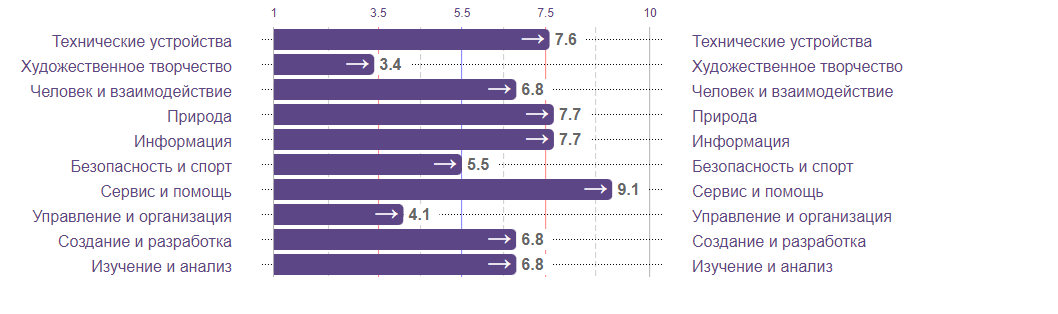 1 3.5 5.5 7.5 10
Технические устройства 7.6 Технические устройства
Художественное творчество 3.4 Художественное творчество
Человек и взаимодействие 6.8 Человек и взаимодействие
Природа 7.7 Природа
Информация 7.7 Информация
Безопасность и спорт 5.5 Безопасность и спорт
Сервис и помощь 9.1 Сервис и помощь
Управление и организация 4.1 Управление и организация
Создание и разработка 6.8 Создание и разработка
Изучение и анализ 6.8 Изучение и анализ